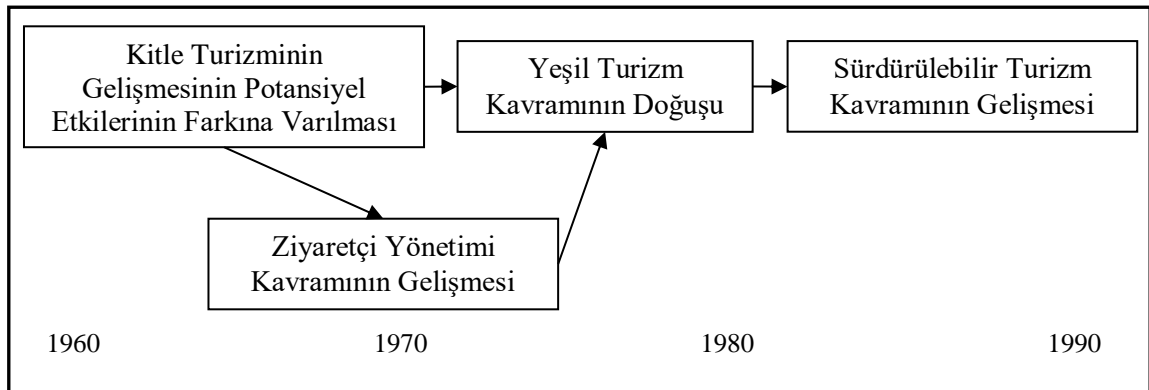 Kitle Turizminin
Gelişmesinin Potansiyel
Etkilerinin Farkına Varılması
Yeşil Turizm
Kavramının Doğuşu
Sürdürülebilir Turizm
Kavramının Gelişmesi
Ziyaretçi Yönetimi
Kavramının Gelişmesi
1960 1970 1980 1990